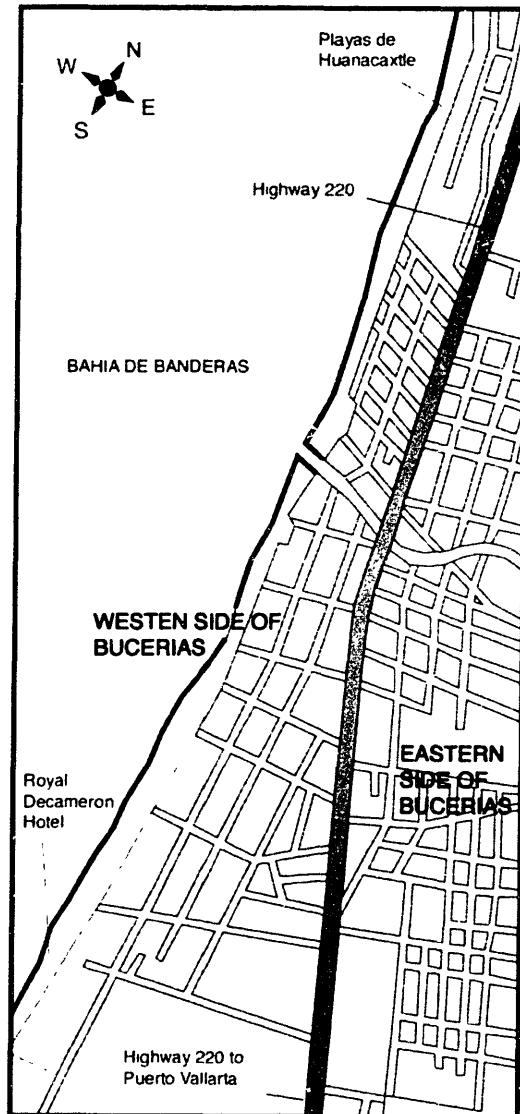 Playas de
Huanacaxtle
N
W
E
S
Highway 220
BAHIA DE BANDERAS
WESTEN SIDE OF
BUCERIAS
EASTERN
SIDE OF
BUCERIAS
Royal
Decameron
Hotel
Highway 220 to
Puerto Vallarta